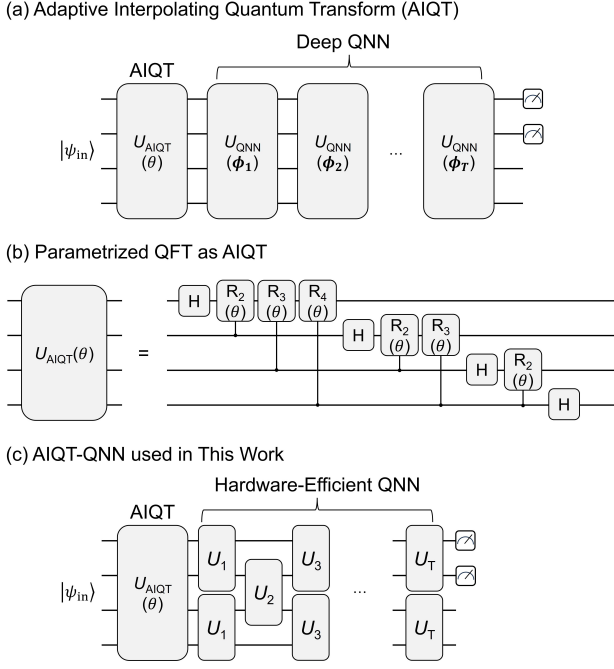 (a) Adaptive Interpolating Quantum Transform (AIQT)
Deep QNN
AIQT
|ψin⟩
UAIQT
(θ)
UQNN
(ϕ1)
UQNN
(ϕ2)
...
UQNN
(ϕT)
(b) Parametrized QFT as AIQT
UAIQT(θ)
=
H
R2
(θ)
R3
(θ)
R4
(θ)
H
R2
(θ)
R3
(θ)
H
R2
(θ)
H
(c) AIQT-QNN used in This Work
Hardware-Efficient QNN
AIQT
|ψin⟩
UAIQT
(θ)
U1
U1
U2
U3
U3
...
UT
UT